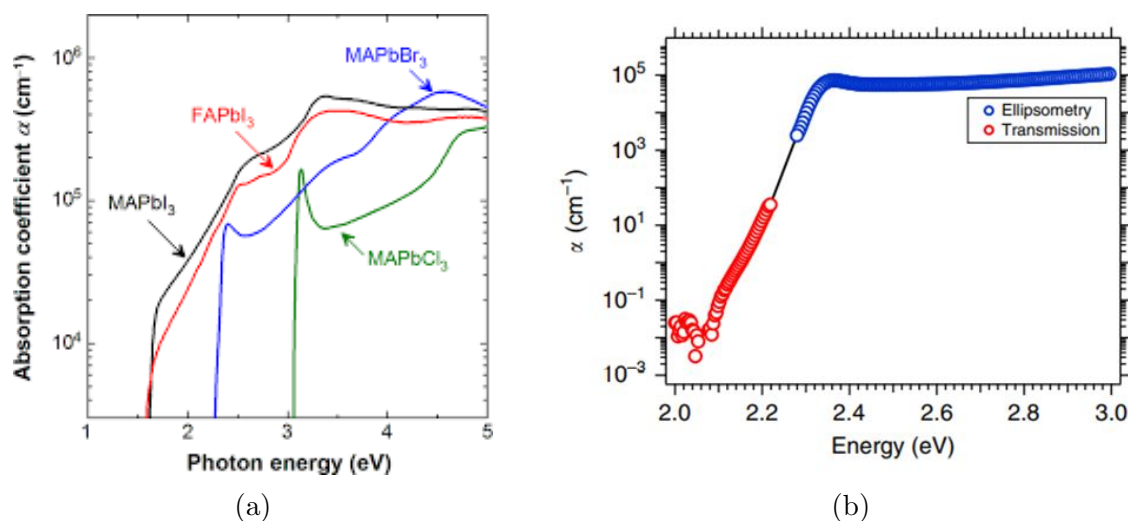 Absorption coefficient α (cm⁻¹)
10⁶
10⁵
10⁴
MAPbBr₃
FAPbI₃
MAPbI₃
MAPbCl₃
1 2 3 4 5
Photon energy (eV)
(a)
α (cm⁻¹)
10⁵
10³
10¹
10⁻¹
10⁻³
Ellipsometry
Transmission
2.0 2.2 2.4 2.6 2.8 3.0
Energy (eV)
(b)